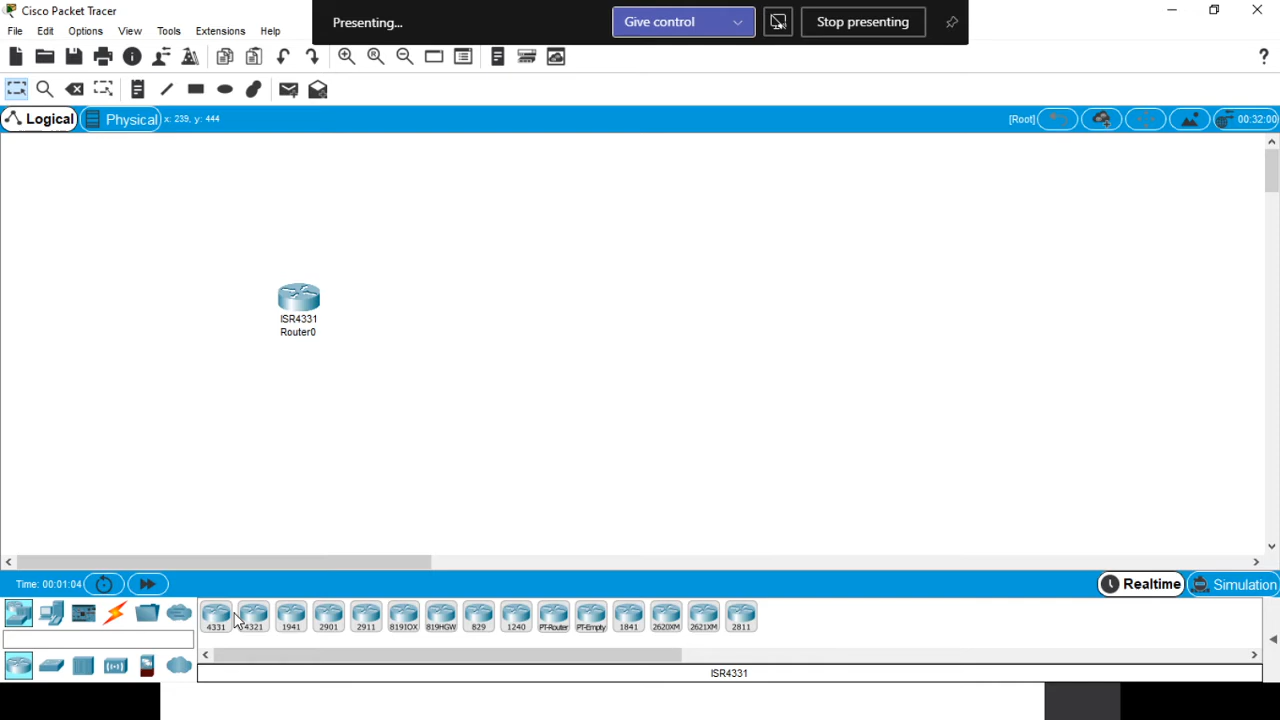 Cisco Packet Tracer
Presenting...
Give control
Stop presenting
File Edit Options View Tools Extensions Help
Logical
Physical
x: 239, y: 444
[Root]
00:32:00
ISR4331
Router0
Time: 00:01:04
Realtime
Simulation
4331 4321 1941 2901 2911 819IOX 819HGW 829 1240 PT-Router PT-Empty 1841 2620XM 2621XM 2811
ISR4331